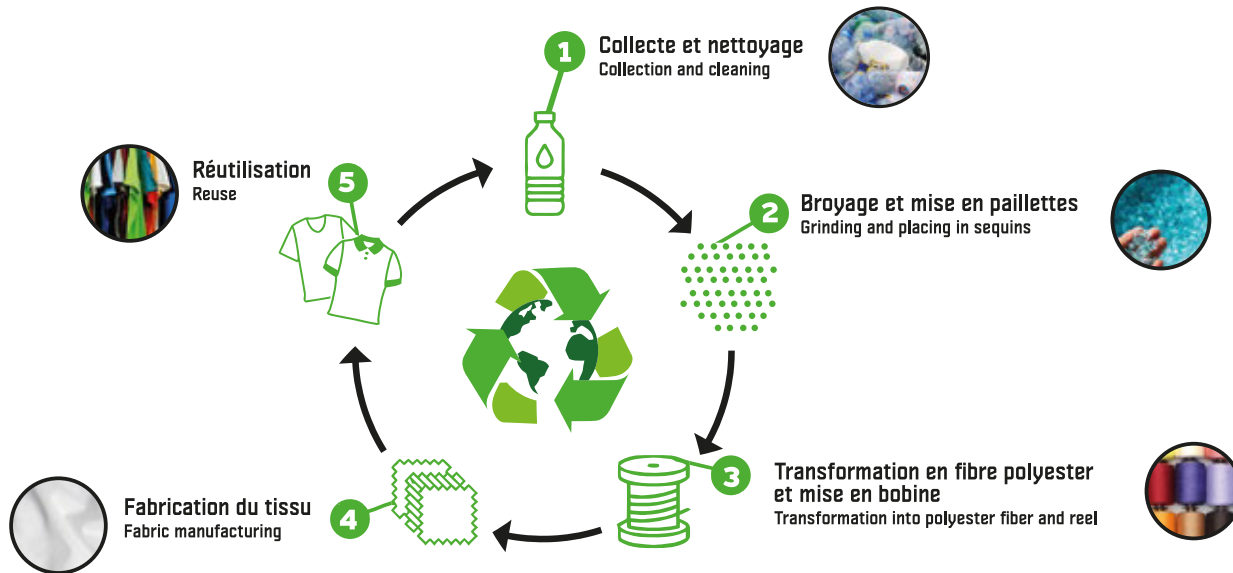 1
Collecte et nettoyage
Collection and cleaning
2
Broyage et mise en paillettes
Grinding and placing in sequins
3
Transformation en fibre polyester
et mise en bobine
Transformation into polyester fiber and reel
4
Fabrication du tissu
Fabric manufacturing
5
Réutilisation
Reuse